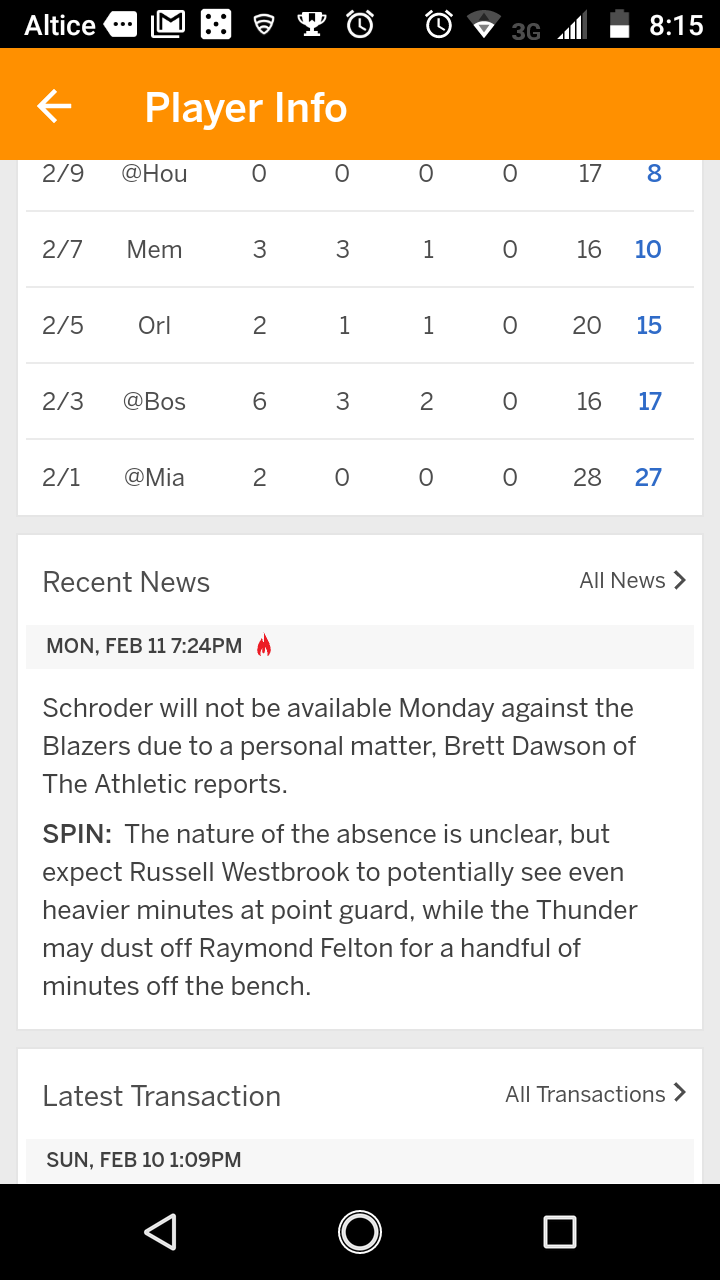 Altice 3G 8:15
Player Info
2/9 @Hou 0 0 0 0 17 8
2/7 Mem 3 3 1 0 16 10
2/5 Orl 2 1 1 0 20 15
2/3 @Bos 6 3 2 0 16 17
2/1 @Mia 2 0 0 0 28 27
Recent News All News
MON, FEB 11 7:24PM
Schroder will not be available Monday against the
Blazers due to a personal matter, Brett Dawson of
The Athletic reports.
SPIN: The nature of the absence is unclear, but
expect Russell Westbrook to potentially see even
heavier minutes at point guard, while the Thunder
may dust off Raymond Felton for a handful of
minutes off the bench.
Latest Transaction All Transactions
SUN, FEB 10 1:09PM